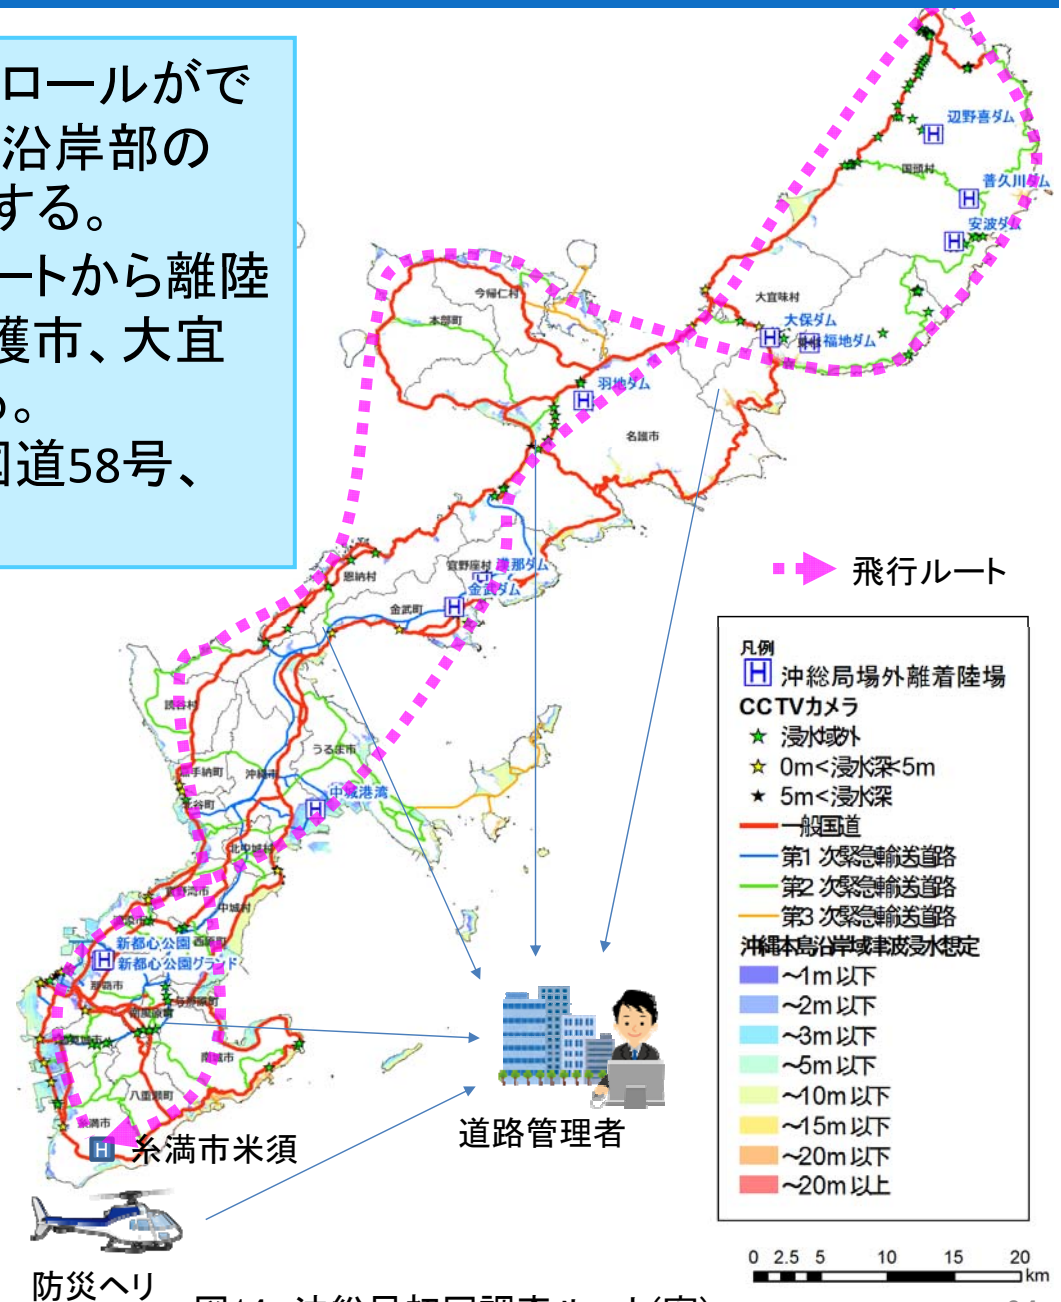 ロールがで
沿岸部の
する。
ートから離陸
護市、大宜
る。
国道58号、
辺野喜ダム
国頭村
普久川ダム
安波ダム
今帰仁村
本部町
大宜味村
大保ダム
福地ダム
羽地ダム
名護市
恩納村
宜野座村
漢那ダム
金武ダム
金武町
飛行ルート
読谷村
嘉手納町
沖縄市
うるま市
北谷町
中城港湾
北中城村
宜野湾市
中城村
浦添市
新都心公園
西原町
新都心公園グランド
那覇市
与那原町
南風原町
南城市
八重瀬町
糸満市
糸満市米須
道路管理者
防災ヘリ
凡例
沖総局場外離着陸場
CCTVカメラ
浸水域外
0m<浸水深<5m
5m<浸水深
一般国道
第1次緊急輸送道路
第2次緊急輸送道路
第3次緊急輸送道路
沖縄本島沿岸域津波浸水想定
～1m以下
～2m以下
～3m以下
～5m以下
～10m以下
～15m以下
～20m以下
～20m以上
0 2.5 5 10 15 20
km